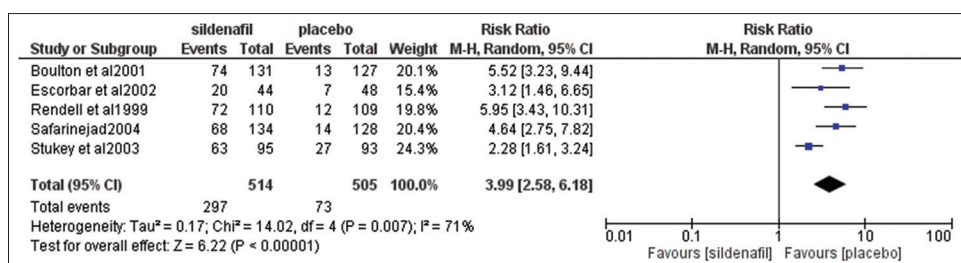 sildenafil placebo Risk Ratio Risk Ratio
Study or Subgroup Events Total Events Total Weight M-H, Random, 95% CI M-H, Random, 95% CI
Boulton et al2001 74 131 13 127 20.1% 5.52 [3.23, 9.44]
Escorbar et al2002 20 44 7 48 15.4% 3.12 [1.46, 6.65]
Rendell et al1999 72 110 12 109 19.8% 5.95 [3.43, 10.31]
Safarinejad2004 68 134 14 128 20.4% 4.64 [2.75, 7.82]
Stukey et al2003 63 95 27 93 24.3% 2.28 [1.61, 3.24]
Total (95% CI) 514 505 100.0% 3.99 [2.58, 6.18]
Total events 297 73
Heterogeneity: Tau² = 0.17; Chi² = 14.02, df = 4 (P = 0.007); I² = 71%
Test for overall effect: Z = 6.22 (P < 0.00001)
0.01 0.1 1 10 100
Favours [sildenafil] Favours [placebo]